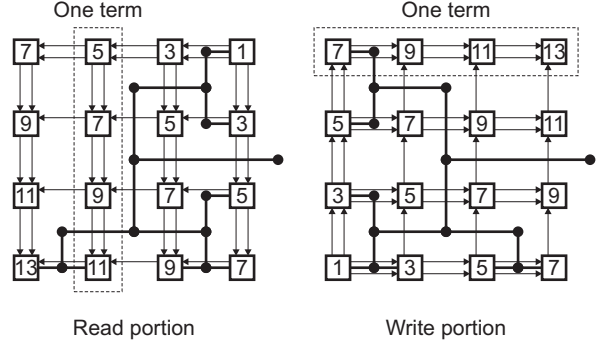 One term One term
7 5 3 1 7 9 11 13
9 7 5 3 5 7 9 11
11 9 7 5 3 5 7 9
13 11 9 7 1 3 5 7
Read portion Write portion